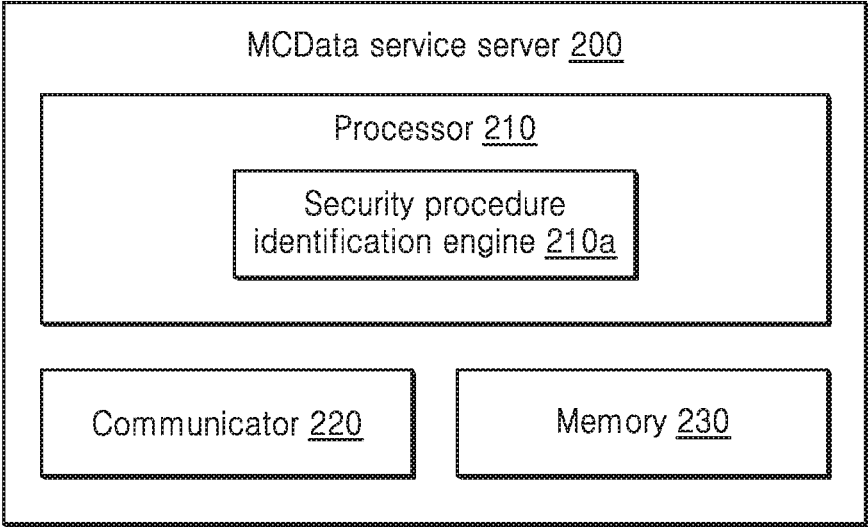 MCData service server 200
Processor 210
Security procedure
identification engine 210a
Communicator 220
Memory 230